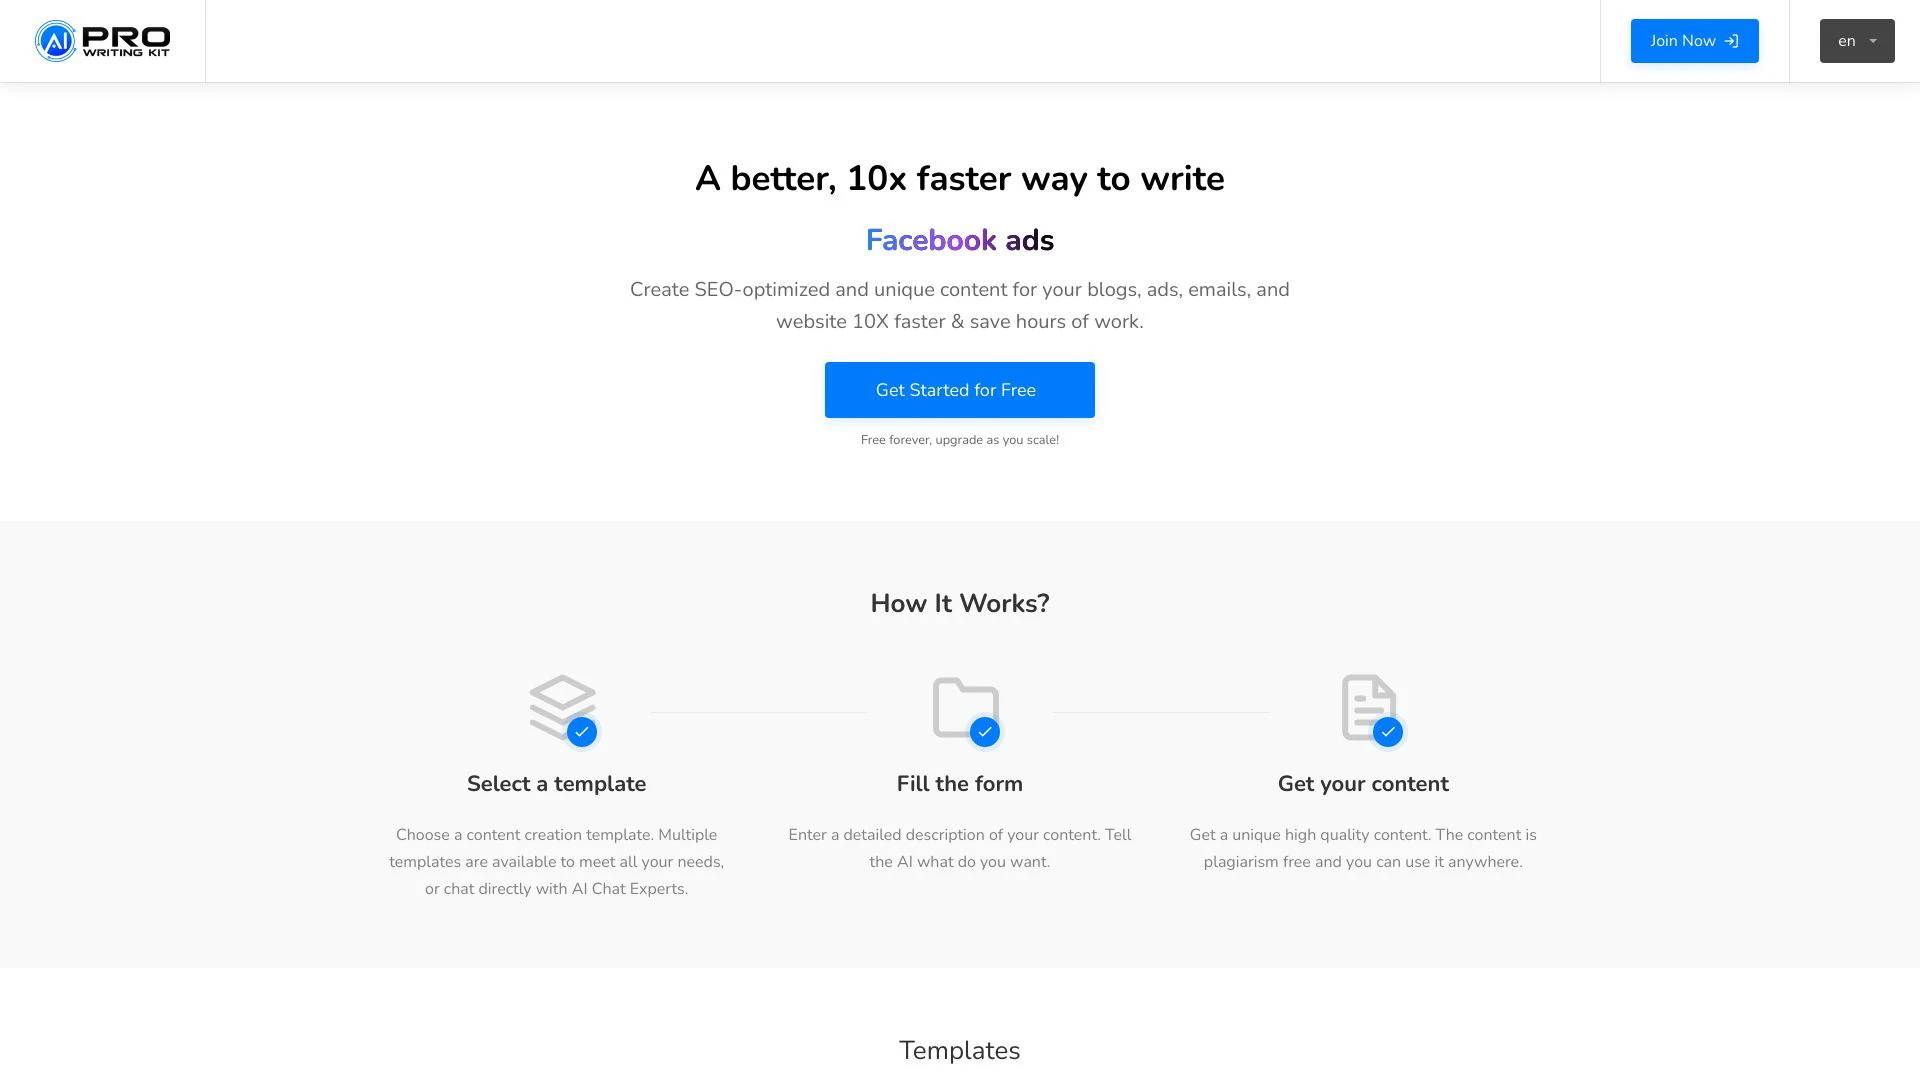 AI PRO
WRITING KIT
Join Now
en
A better, 10x faster way to write
Facebook ads
Create SEO-optimized and unique content for your blogs, ads, emails, and
website 10X faster & save hours of work.
Get Started for Free
Free forever, upgrade as you scale!
How It Works?
Select a template
Choose a content creation template. Multiple
templates are available to meet all your needs,
or chat directly with AI Chat Experts.
Fill the form
Enter a detailed description of your content. Tell
the AI what do you want.
Get your content
Get a unique high quality content. The content is
plagiarism free and you can use it anywhere.
Templates